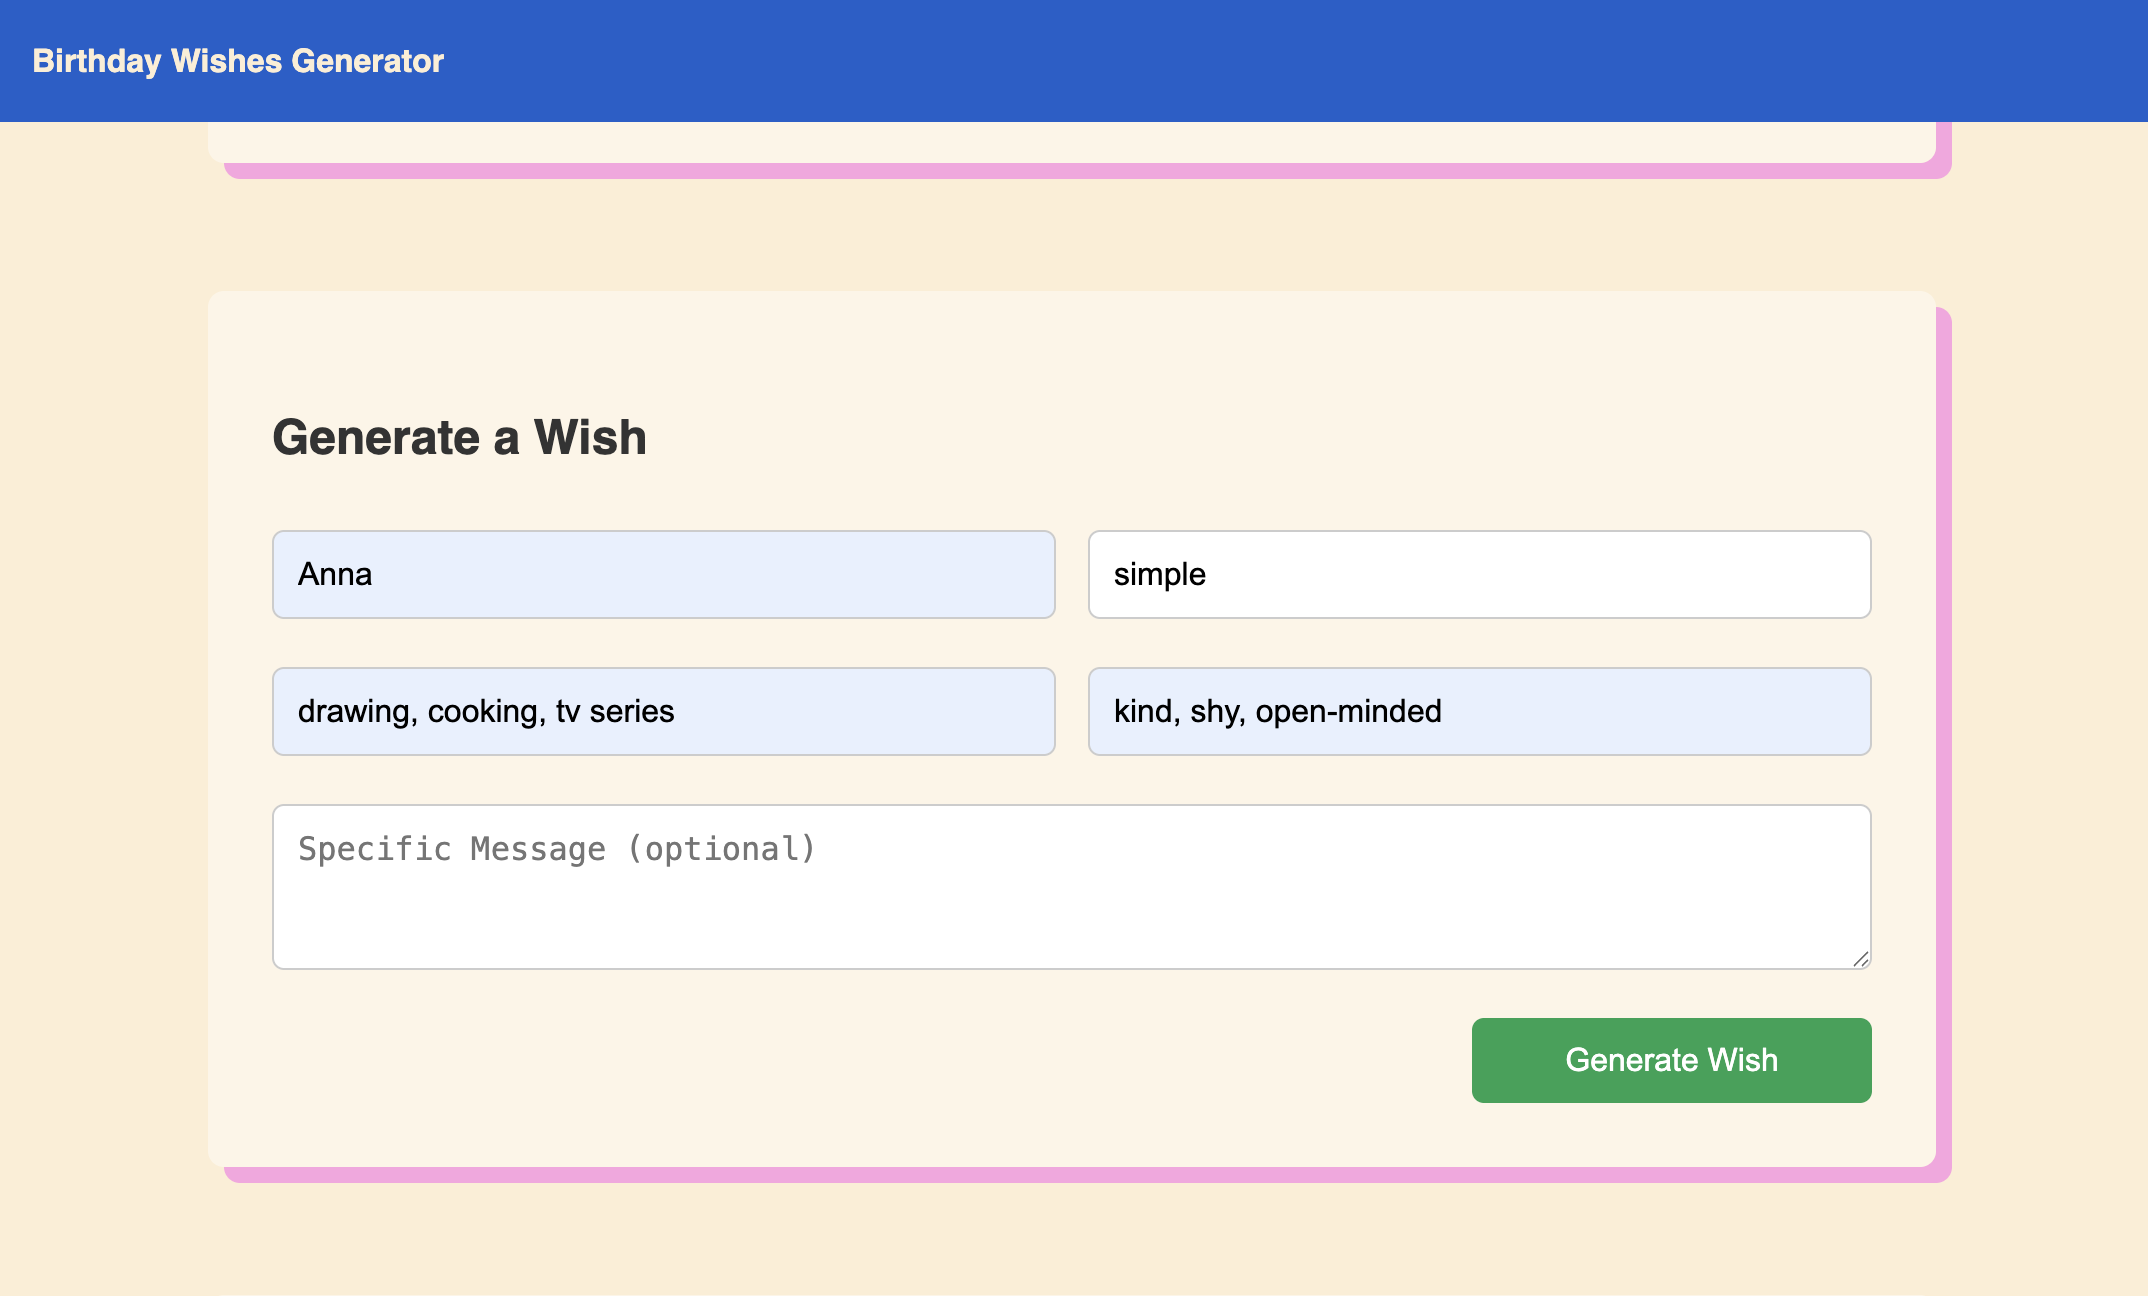 Birthday Wishes Generator
Generate a Wish
Anna
simple
drawing, cooking, tv series
kind, shy, open-minded
Specific Message (optional)
Generate Wish